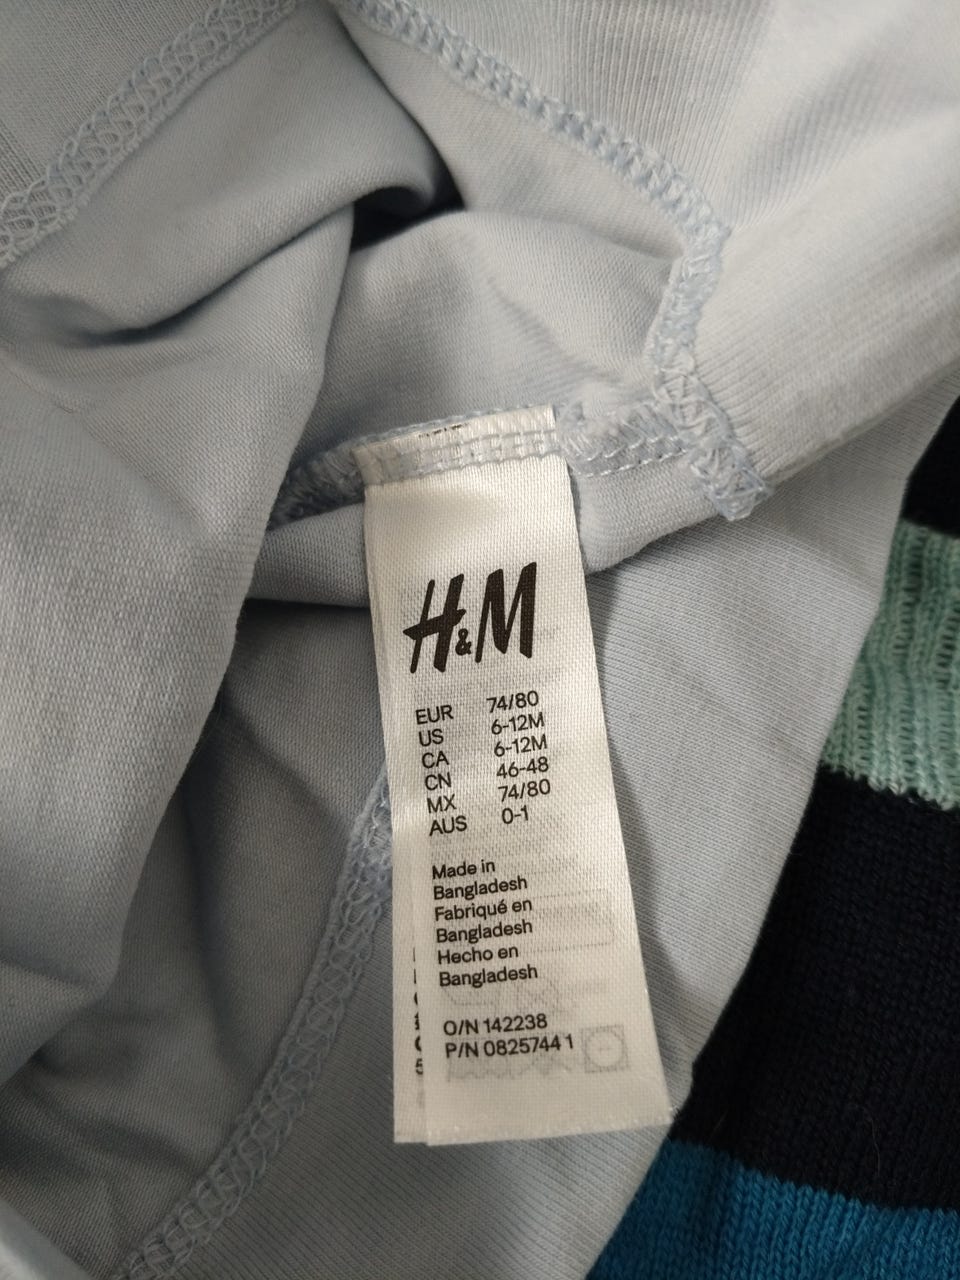 H&M
EUR 74/80
US 6-12M
CA 6-12M
CN 46-48
MX 74/80
AUS 0-1
Made in
Bangladesh
Fabriqué en
Bangladesh
Hecho en
Bangladesh
O/N 142238
P/N 08257441